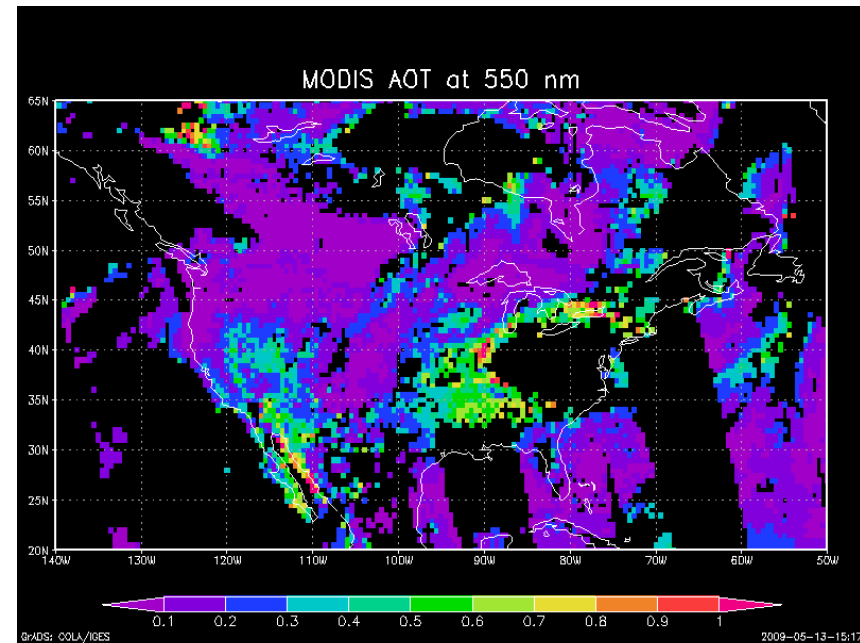 MODIS AOT at 550 nm
65N
60N
55N
50N
45N
40N
35N
30N
25N
20N
140W 130W 120W 110W 100W 90W 80W 70W 60W 50W
0.1 0.2 0.3 0.4 0.5 0.6 0.7 0.8 0.9 1
GrADS: COLA/IGES 2009-05-13-15:17